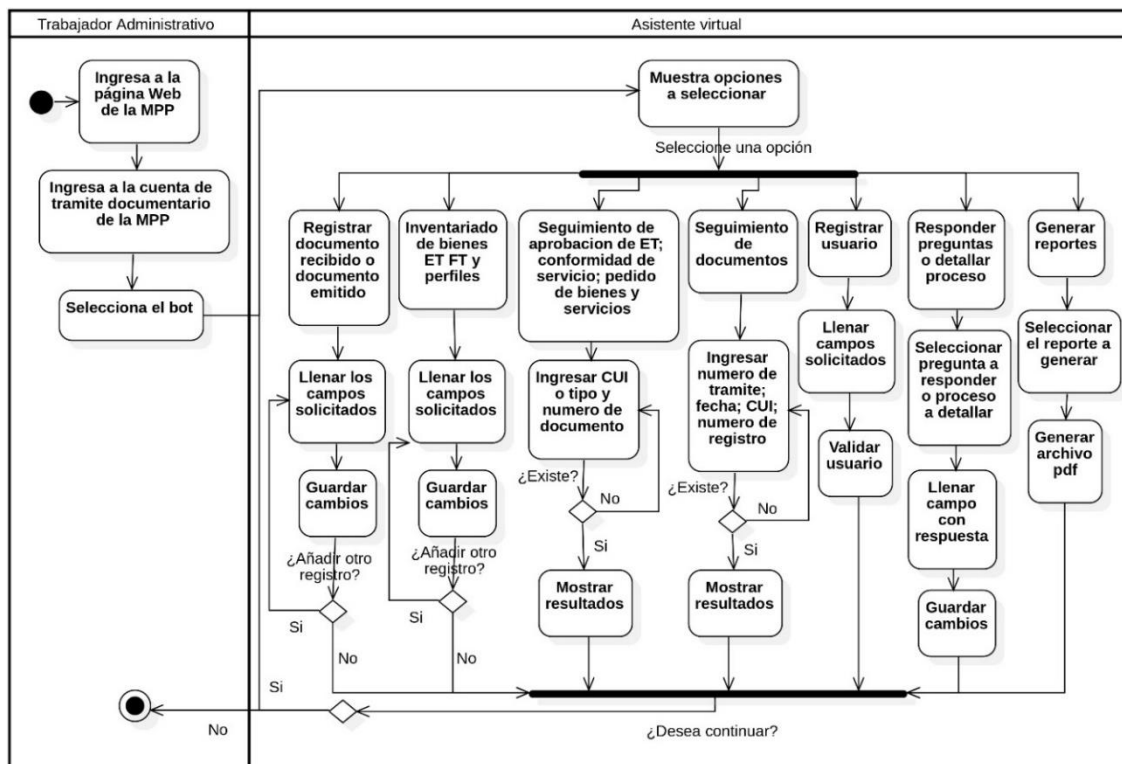 Trabajador Administrativo
Asistente virtual
Ingresa a la
página Web
de la MPP
Ingresa a la cuenta de
tramite documentario
de la MPP
Selecciona el bot
Muestra opciones
a seleccionar
Seleccione una opción
Registrar
documento
recibido o
documento
emitido
Llenar los
campos
solicitados
Guardar
cambios
¿Añadir otro
registro?
Si
No
Inventariado
de bienes
ET FT y
perfiles
Llenar los
campos
solicitados
Guardar
cambios
¿Añadir otro
registro?
Si
No
Seguimiento de
aprobacion de ET;
conformidad de
servicio; pedido
de bienes y
servicios
Ingresar CUI
o tipo y
numero de
documento
¿Existe?
No
Si
Mostrar
resultados
Seguimiento
de
documentos
Ingresar
numero de
tramite;
fecha; CUI;
numero de
registro
¿Existe?
No
Si
Mostrar
resultados
Registrar
usuario
Llenar
campos
solicitados
Validar
usuario
Responder
preguntas
o detallar
proceso
Seleccionar
pregunta a
responder
o proceso
a detallar
Llenar
campo
con
respuesta
Guardar
cambios
Generar
reportes
Seleccionar
el reporte a
generar
Generar
archivo
pdf
¿Desea continuar?
Si
No